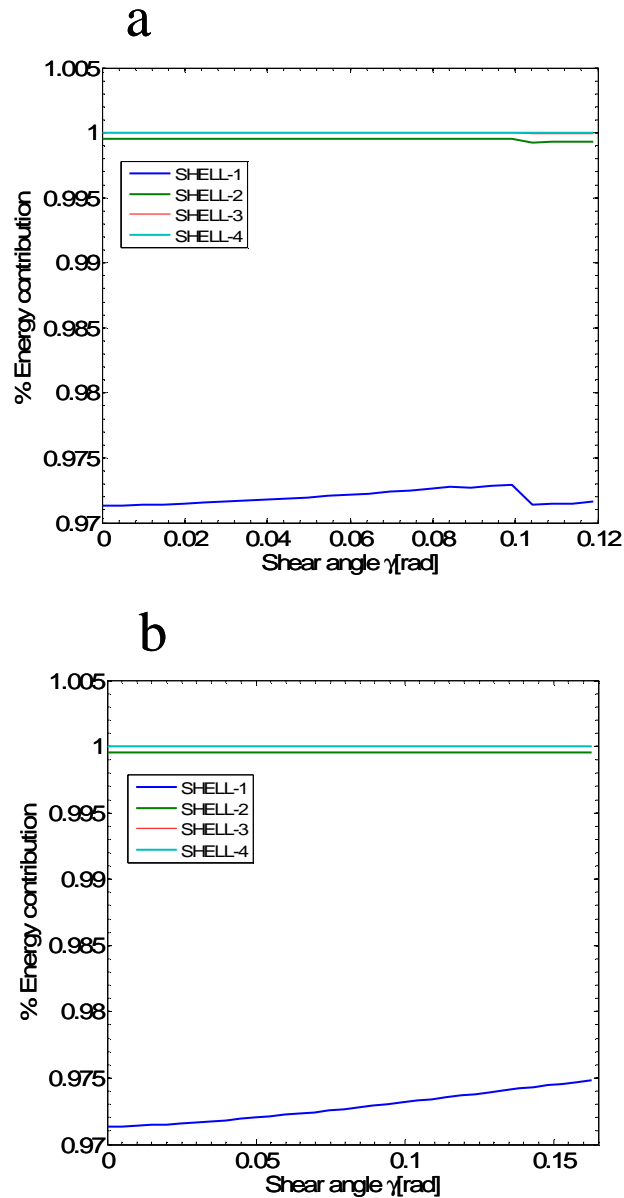 a
1.005
1
0.995
0.99
0.985
0.98
0.975
0.97
% Energy contribution
SHELL-1
SHELL-2
SHELL-3
SHELL-4
0 0.02 0.04 0.06 0.08 0.1 0.12
Shear angle γ[rad]
b
1.005
1
0.995
0.99
0.985
0.98
0.975
0.97
% Energy contribution
SHELL-1
SHELL-2
SHELL-3
SHELL-4
0 0.05 0.1 0.15
Shear angle γ[rad]